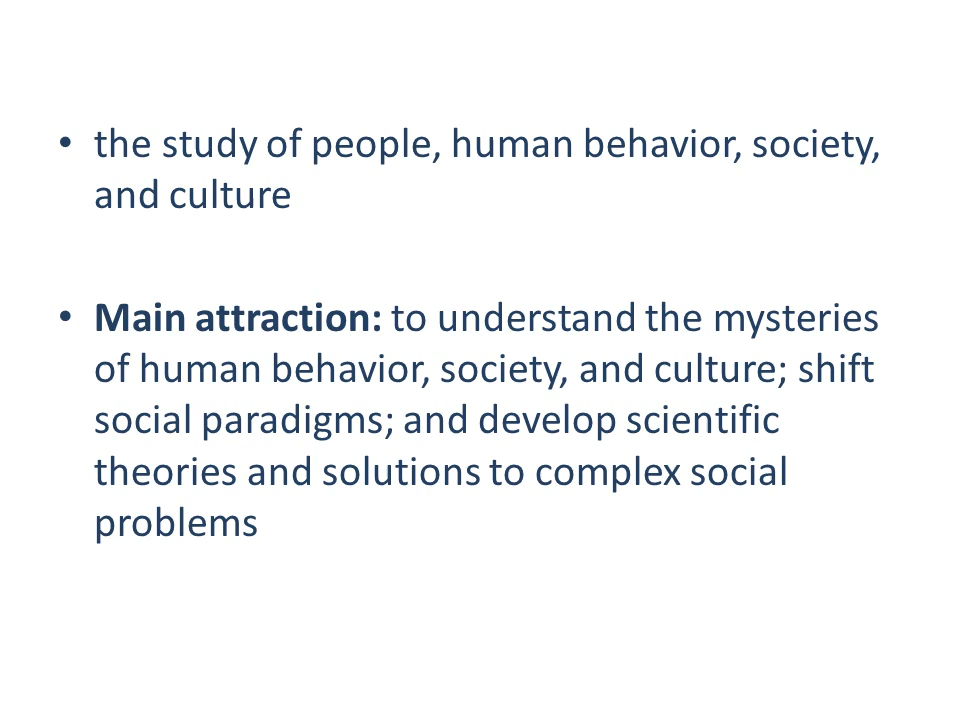 • the study of people, human behavior, society,
and culture
• Main attraction: to understand the mysteries
of human behavior, society, and culture; shift
social paradigms; and develop scientific
theories and solutions to complex social
problems